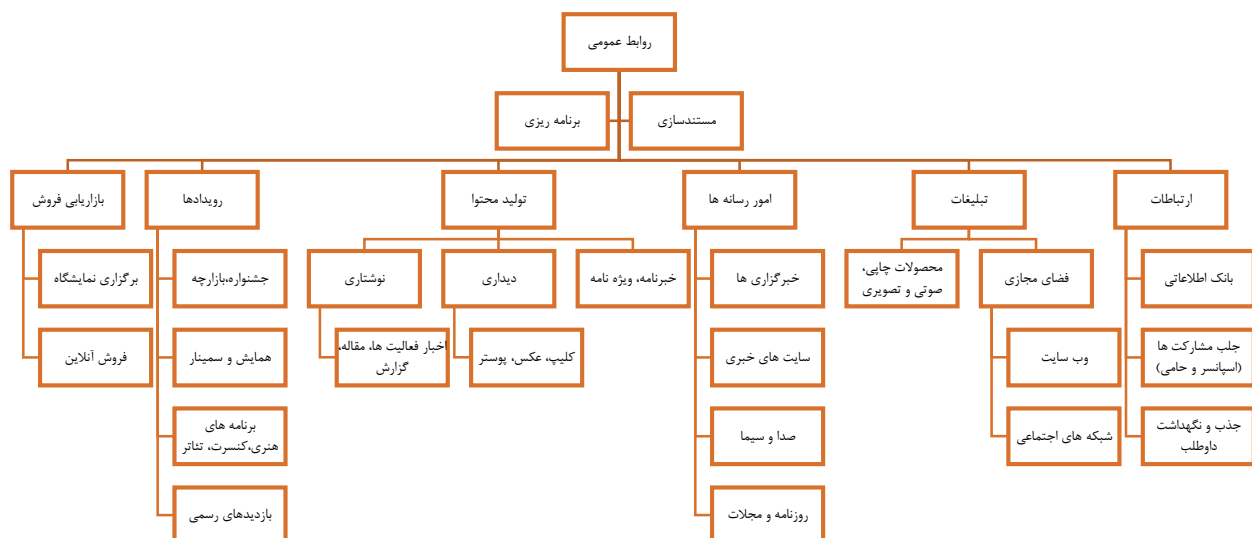 روابط عمومی
مستندسازی
برنامه ریزی
ارتباطات
تبلیغات
امور رسانه ها
تولید محتوا
رویدادها
بازاریابی فروش
بانک اطلاعاتی
جلب مشارکت ها
(اسپانسر و حامی)
جذب و نگهداشت
داوطلب
فضای مجازی
وب سایت
شبکه های اجتماعی
محصولات چاپی،
صوتی و تصویری
خبرگزاری ها
سایت های خبری
صدا و سیما
روزنامه و مجلات
خبرنامه، ویژه نامه
دیداری
کلیپ، عکس، پوستر
نوشتاری
اخبار فعالیت ها، مقاله،
گزارش
جشنواره،بازارچه
همایش و سمینار
برنامه های
هنری،کنسرت، تئاتر
بازدیدهای رسمی
برگزاری نمایشگاه
فروش آنلاین